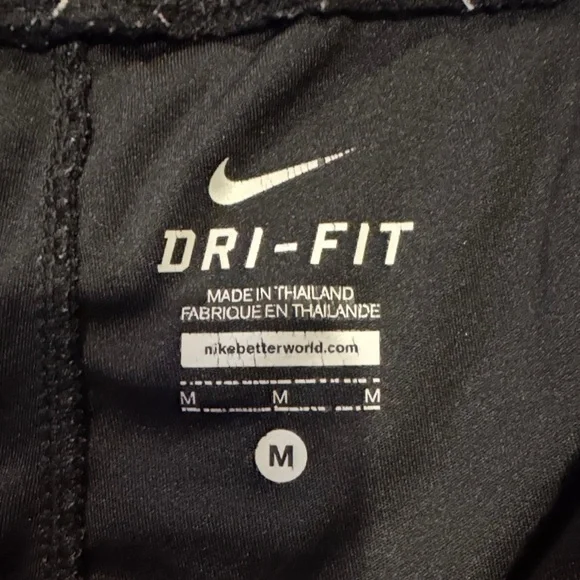 DRI-FIT
MADE IN THAILAND
FABRIQUE EN THAILANDE
nikebetterworld.com
M M M
M